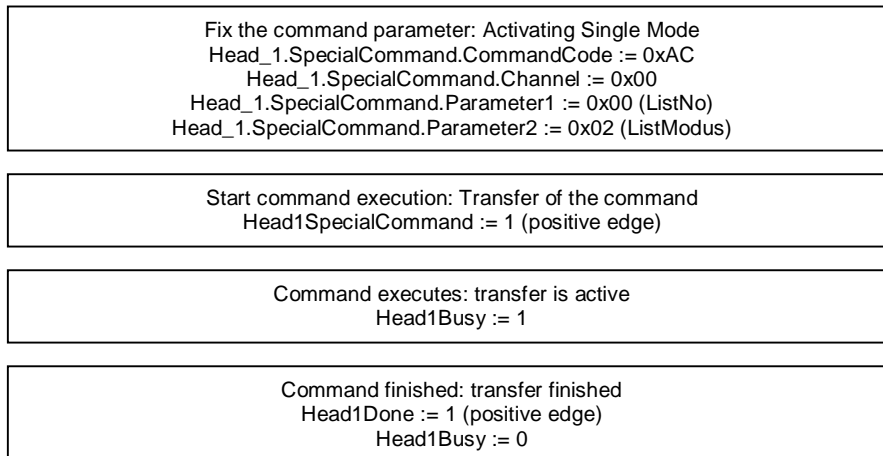 Fix the command parameter: Activating Single Mode
Head_1.SpecialCommand.CommandCode := 0xAC
Head_1.SpecialCommand.Channel := 0x00
Head_1.SpecialCommand.Parameter1 := 0x00 (ListNo)
Head_1.SpecialCommand.Parameter2 := 0x02 (ListModus)
Start command execution: Transfer of the command
Head1SpecialCommand := 1 (positive edge)
Command executes: transfer is active
Head1Busy := 1
Command finished: transfer finished
Head1Done := 1 (positive edge)
Head1Busy := 0